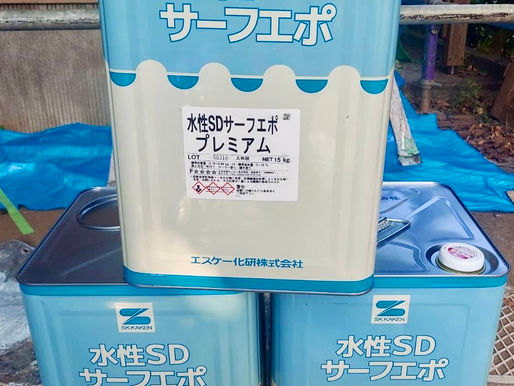 サーフエポ
水性SDサーフエポ
プレミアム
LOT
NET 15 kg
F☆☆☆☆
エスケー化研株式会社
SK KAKEN
水性SD
サーフエポ
SK KAKEN
水性SD
サーフエポ